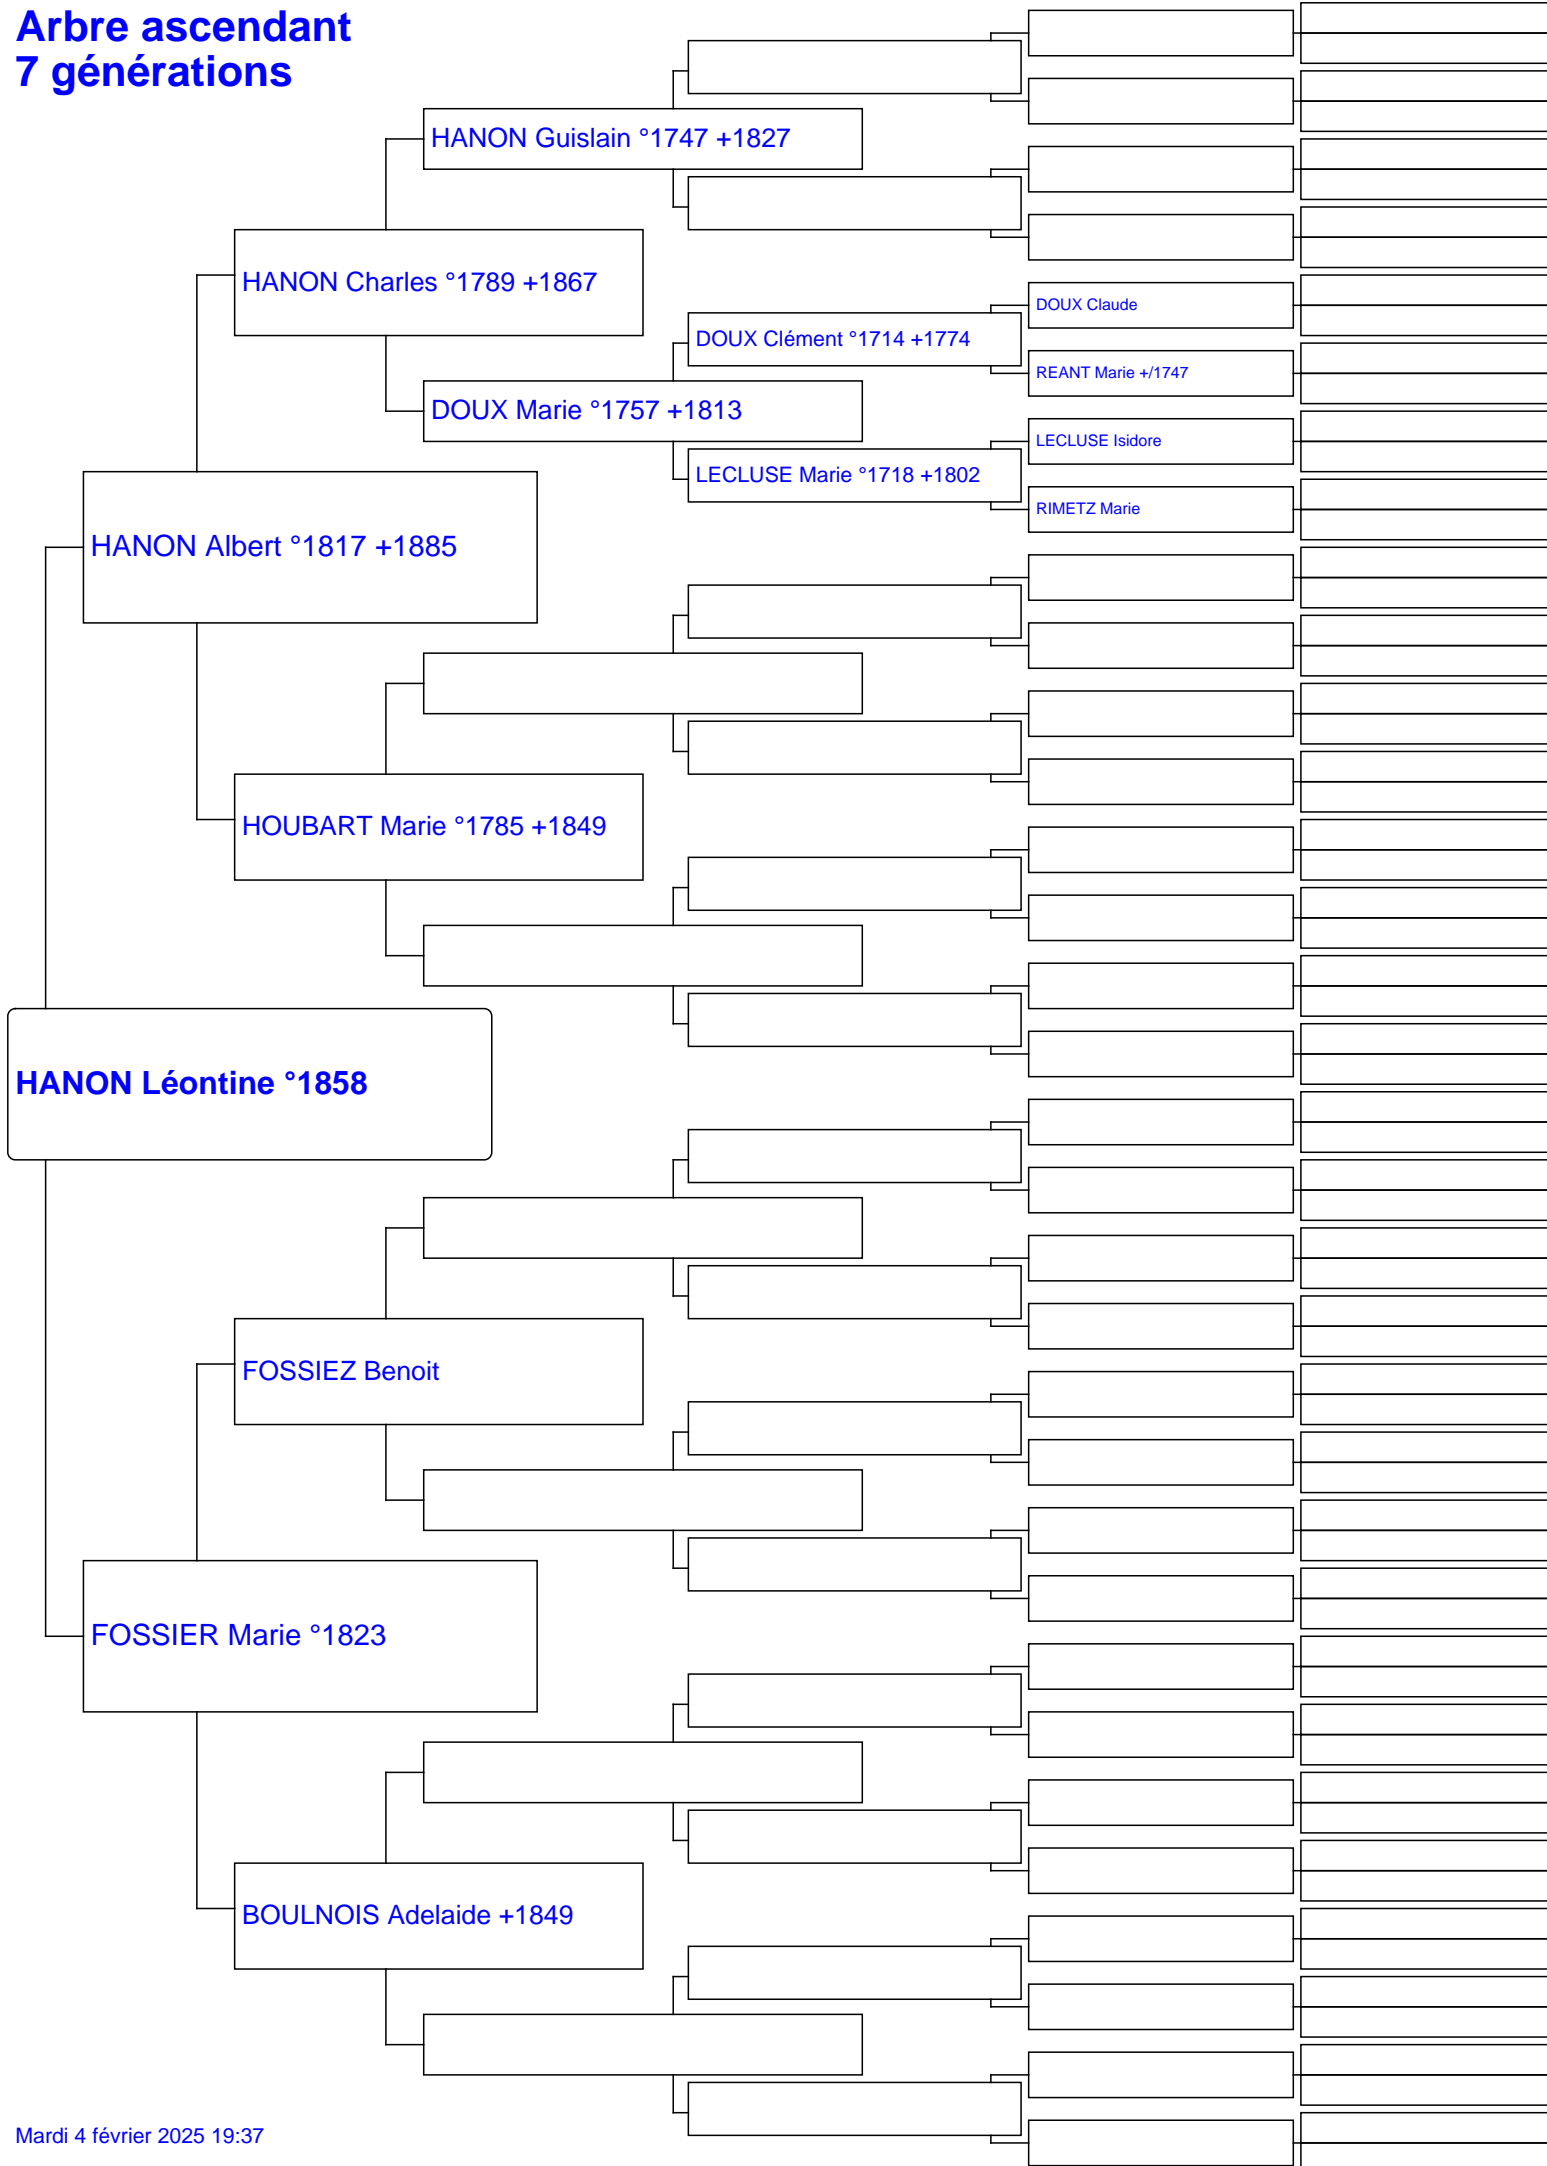 Arbre ascendant
7 générations
HANON Guislain °1747 +1827
HANON Charles °1789 +1867
DOUX Claude
DOUX Clément °1714 +1774
REANT Marie +/1747
DOUX Marie °1757 +1813
LECLUSE Isidore
LECLUSE Marie °1718 +1802
RIMETZ Marie
HANON Albert °1817 +1885
HOUBART Marie °1785 +1849
HANON Léontine °1858
FOSSIEZ Benoit
FOSSIER Marie °1823
BOULNOIS Adelaide +1849
Mardi 4 février 2025 19:37